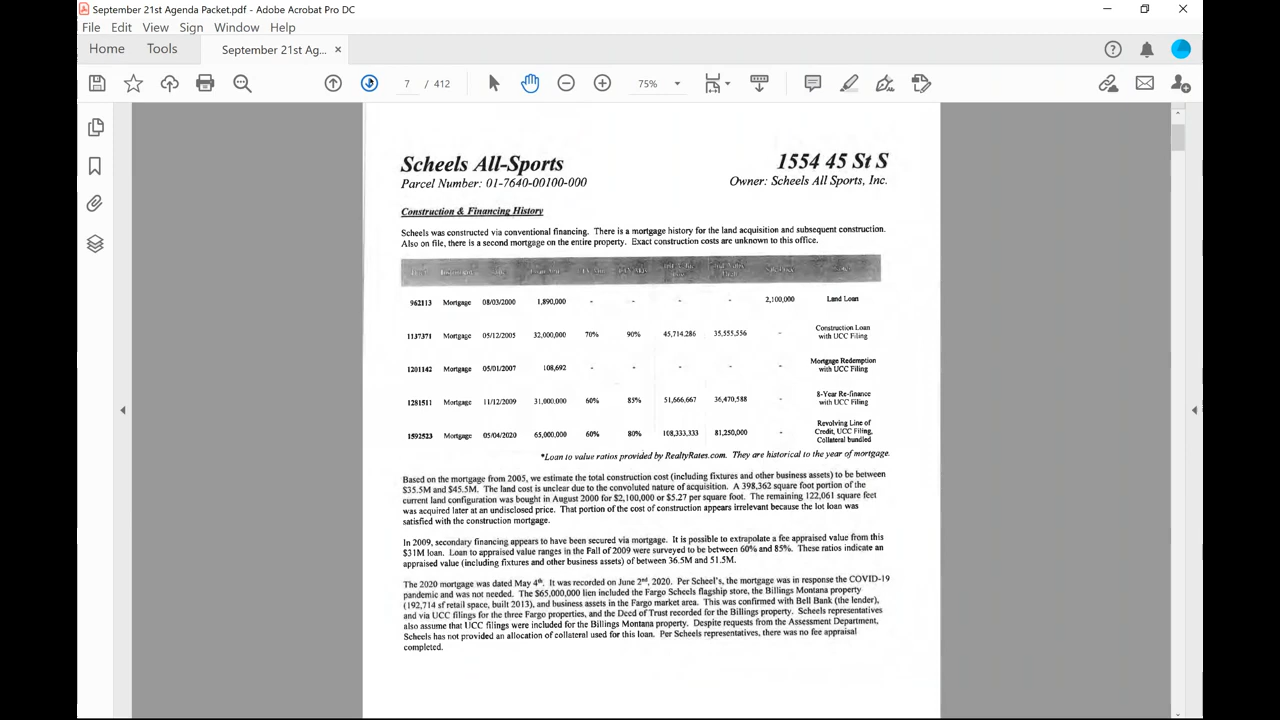 September 21st Agenda Packet.pdf - Adobe Acrobat Pro DC
File Edit View Sign Window Help
Home Tools September 21st Ag... ×
7 / 412 75%
Scheels All-Sports 1554 45 St S
Parcel Number: 01-7640-00100-000 Owner: Scheels All Sports, Inc.
Construction & Financing History
Scheels was constructed via conventional financing. There is a mortgage history for the land acquisition and subsequent construction.
Also on file, there is a second mortgage on the entire property. Exact construction costs are unknown to this office.
962113 Mortgage 08/03/2000 1,890,000 - - - - 2,100,000 Land Loan
1137371 Mortgage 05/12/2005 32,000,000 70% 90% 45,714,286 35,555,556 - Construction Loan
with UCC Filing
1201142 Mortgage 05/01/2007 108,692 - - - - - Mortgage Redemption
with UCC Filing
1281511 Mortgage 11/12/2009 31,000,000 60% 85% 51,666,667 36,470,588 - 8-Year Re-finance
with UCC Filing
1592523 Mortgage 05/04/2020 65,000,000 60% 80% 108,333,333 81,250,000 - Revolving Line of
Credit, UCC Filing,
Collateral bundled
*Loan to value ratios provided by RealtyRates.com. They are historical to the year of mortgage.
Based on the mortgage from 2005, we estimate the total construction cost (including fixtures and other business assets) to be between
$35.5M and $45.5M. The land cost is unclear due to the convoluted nature of acquisition. A 398,362 square foot portion of the
current land configuration was bought in August 2000 for $2,100,000 or $5.27 per square foot. The remaining 122,061 square feet
was acquired later at an undisclosed price. That portion of the cost of construction appears irrelevant because the lot loan was
satisfied with the construction mortgage.
In 2009, secondary financing appears to have been secured via mortgage. It is possible to extrapolate a fee appraised value from this
$31M loan. Loan to appraised value ranges in the Fall of 2009 were surveyed to be between 60% and 85%. These ratios indicate an
appraised value (including fixtures and other business assets) of between 36.5M and 51.5M.
The 2020 mortgage was dated May 4th. It was recorded on June 2nd, 2020. Per Scheel's, the mortgage was in response the COVID-19
pandemic and was not needed. The $65,000,000 lien included the Fargo Scheels flagship store, the Billings Montana property
(192,714 sf retail space, built 2013), and business assets in the Fargo market area. This was confirmed with Bell Bank (the lender),
and via UCC filings for the three Fargo properties, and the Deed of Trust recorded for the Billings property. Scheels representatives
also assume that UCC filings were included for the Billings Montana property. Despite requests from the Assessment Department,
Scheels has not provided an allocation of collateral used for this loan. Per Scheels representatives, there was no fee appraisal
completed.